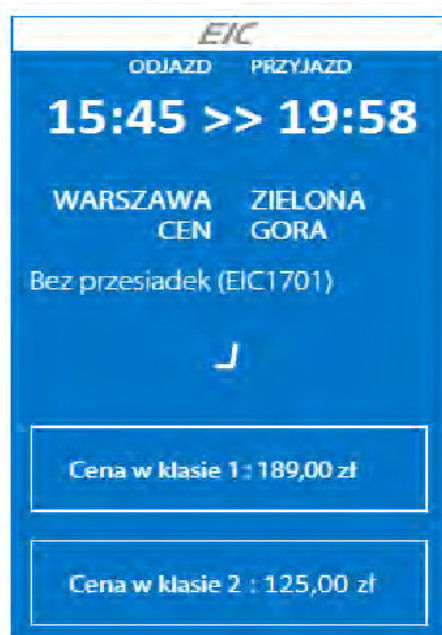 EIC
ODJAZD PRZYJAZD
15:45 >> 19:58
WARSZAWA ZIELONA
CEN GORA
Bez przesiadek (EIC1701)
Cena w klasie 1 : 189,00 zł
Cena w klasie 2 : 125,00 zł